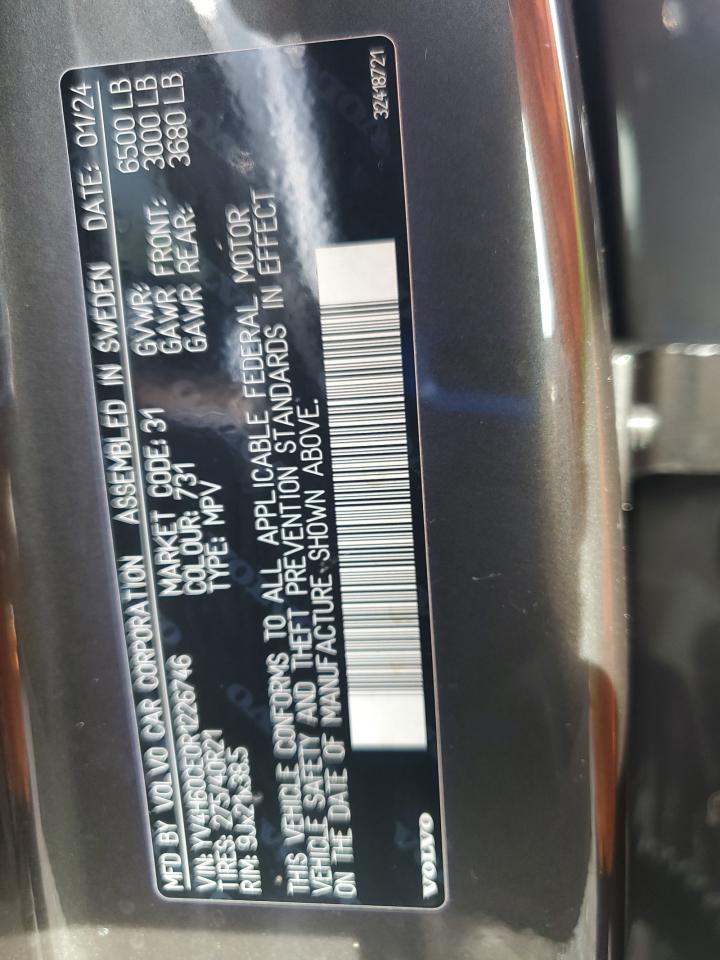 MFD BY VOLVO CAR CORPORATION ASSEMBLED IN SWEDEN DATE: 01/24
VIN: YV4H60CE0R1226746 MARKET CODE: 31 GVWR: 6500 LB
TIRES: 275/40R21 COLOUR: 731 GAWR FRONT: 3000 LB
RIM: 9Jx21x38.5 TYPE: MPV GAWR REAR: 3680 LB
THIS VEHICLE CONFORMS TO ALL APPLICABLE FEDERAL MOTOR
VEHICLE SAFETY AND THEFT PREVENTION STANDARDS IN EFFECT
ON THE DATE OF MANUFACTURE SHOWN ABOVE.
VOLVO 32418721